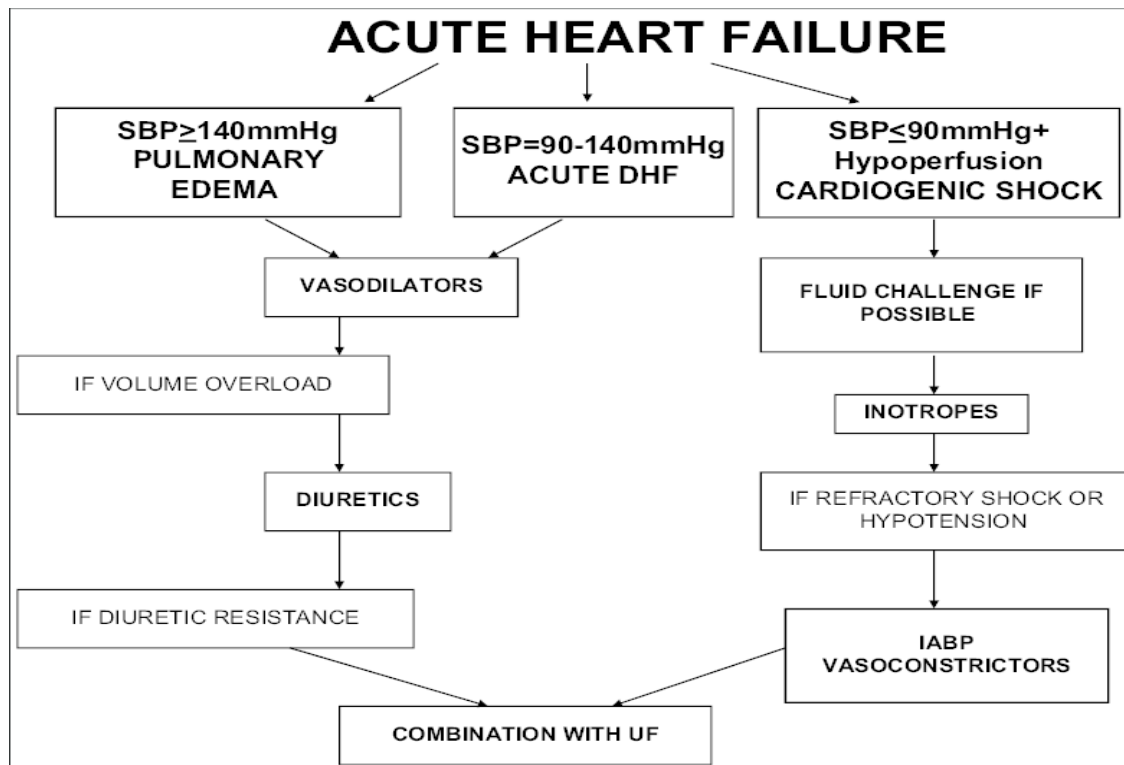 ACUTE HEART FAILURE
SBP≥140mmHg
PULMONARY
EDEMA
SBP=90-140mmHg
ACUTE DHF
SBP≤90mmHg+
Hypoperfusion
CARDIOGENIC SHOCK
VASODILATORS
FLUID CHALLENGE IF
POSSIBLE
IF VOLUME OVERLOAD
INOTROPES
DIURETICS
IF REFRACTORY SHOCK OR
HYPOTENSION
IF DIURETIC RESISTANCE
IABP
VASOCONSTRICTORS
COMBINATION WITH UF